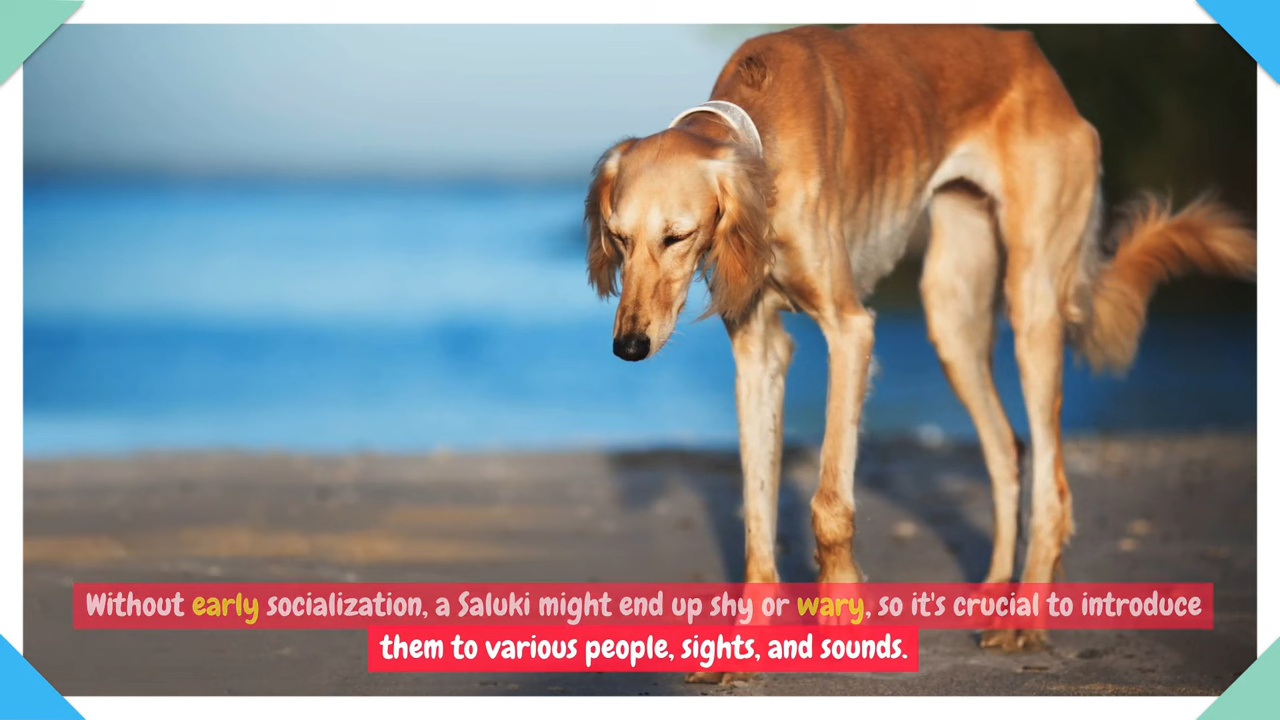 Without early socialization, a Saluki might end up shy or wary, so it's crucial to introduce
them to various people, sights, and sounds.